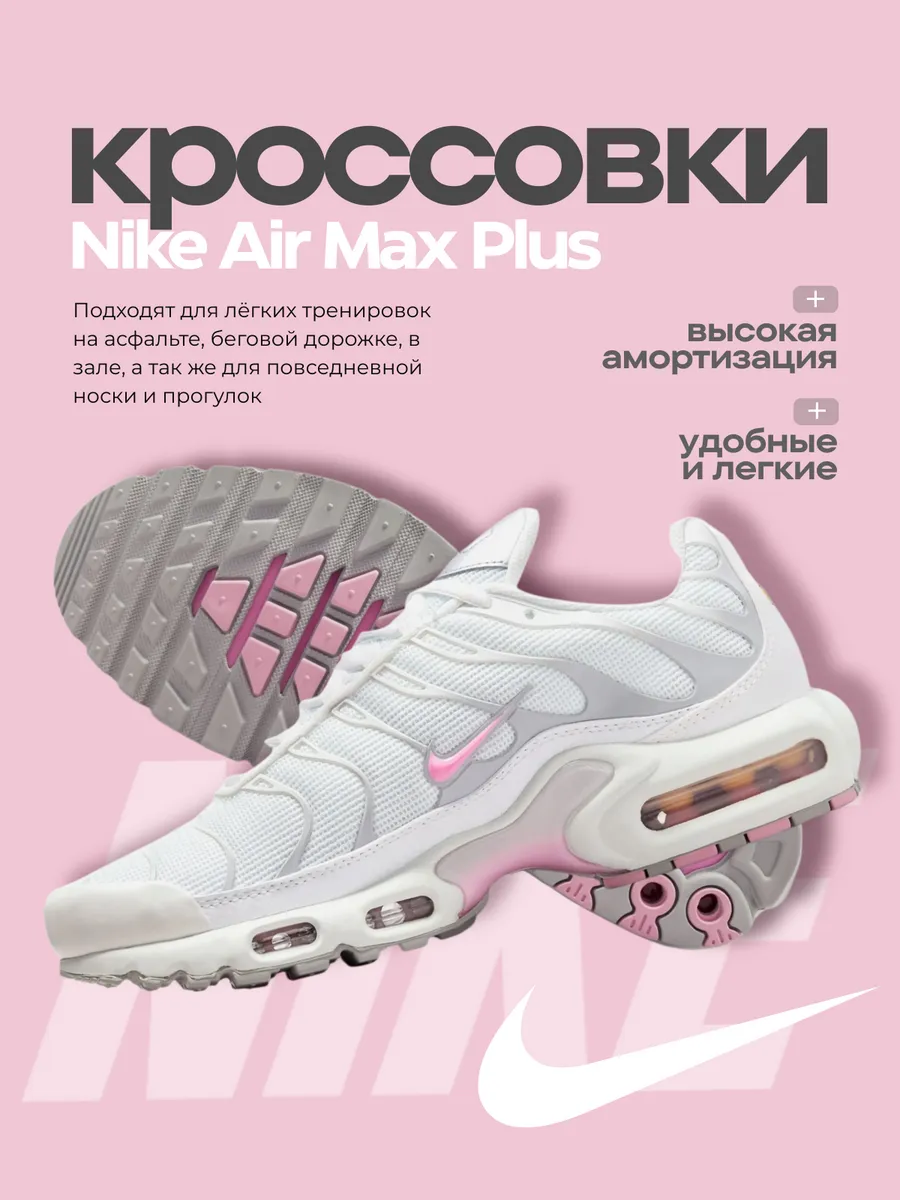 кроссовки
Nike Air Max Plus
Подходят для лёгких тренировок
на асфальте, беговой дорожке, в
зале, а так же для повседневной
носки и прогулок
+
высокая
амортизация
+
удобные
и легкие
NIKE